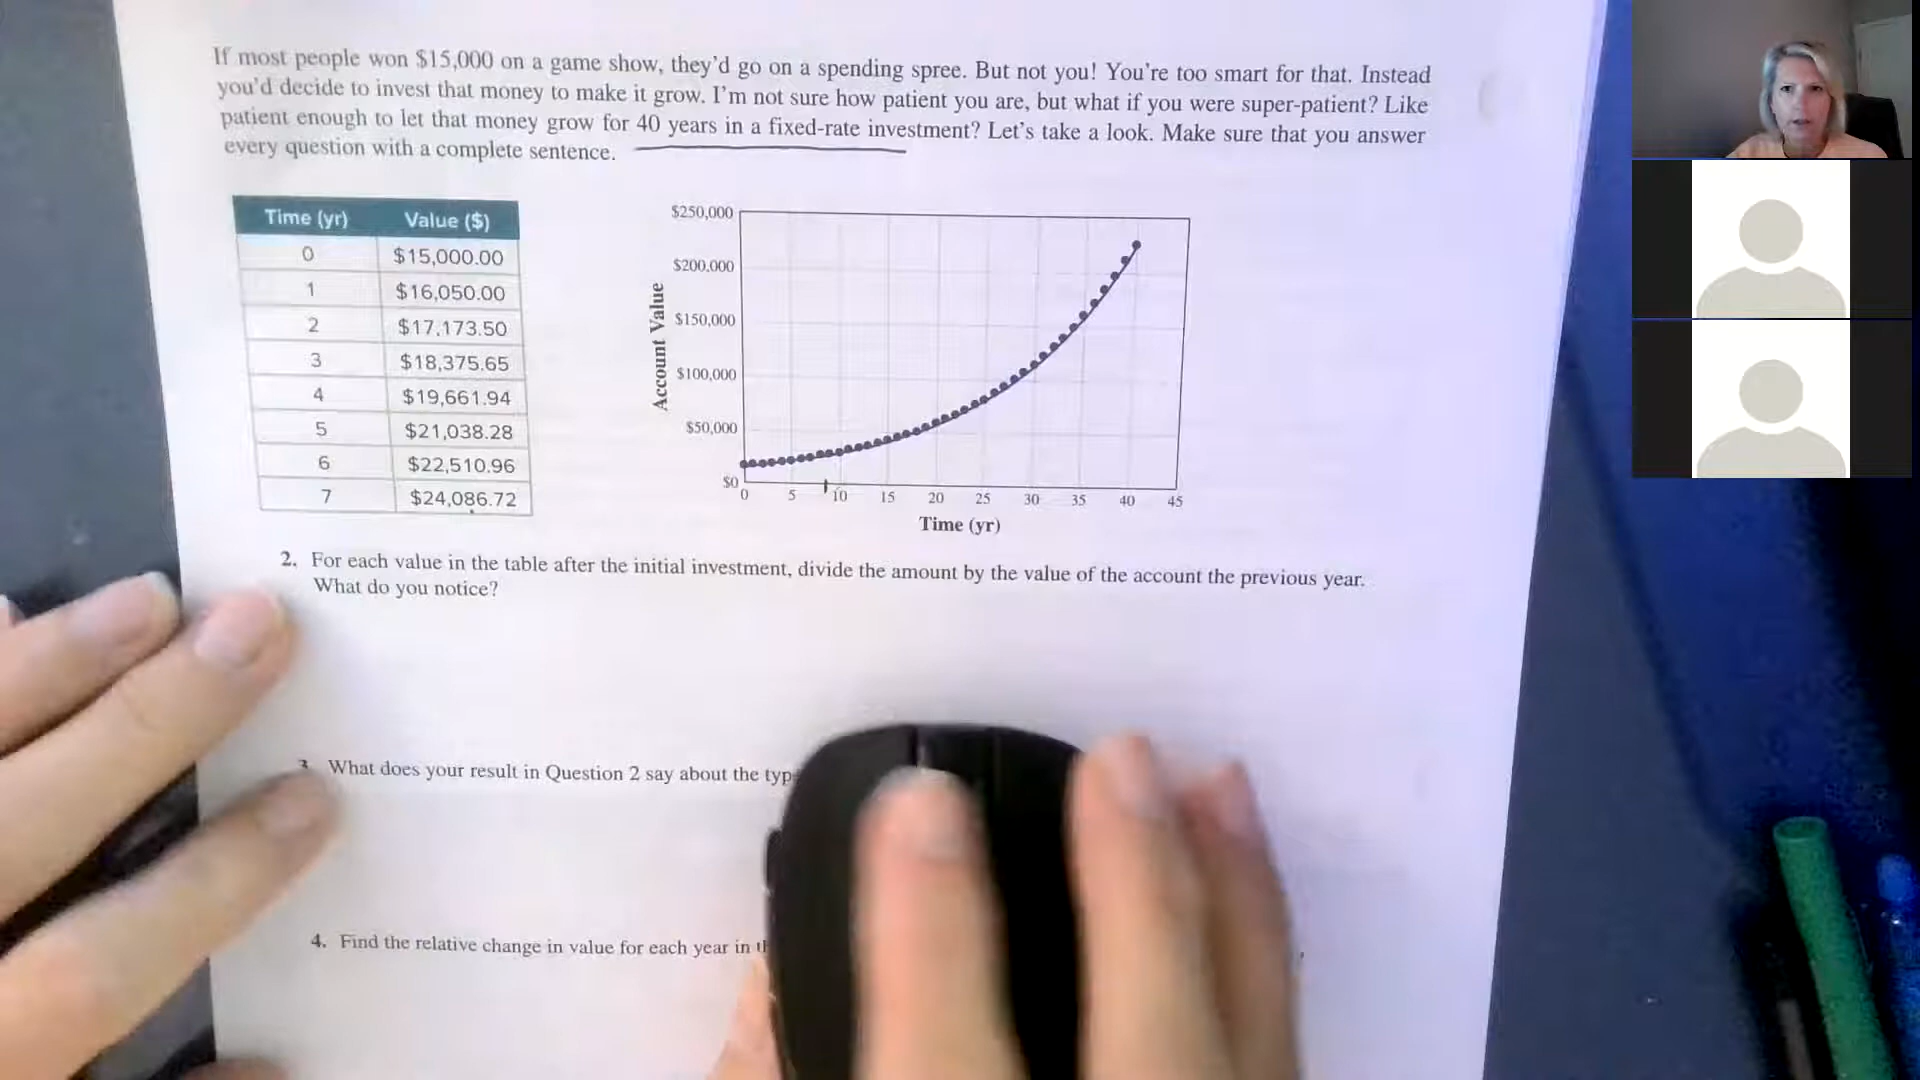 If most people won $15,000 on a game show, they'd go on a spending spree. But not you! You're too smart for that. Instead
you'd decide to invest that money to make it grow. I'm not sure how patient you are, but what if you were super-patient? Like
patient enough to let that money grow for 40 years in a fixed-rate investment? Let's take a look. Make sure that you answer
every question with a complete sentence.
Time (yr) Value ($)
0 $15,000.00
1 $16,050.00
2 $17,173.50
3 $18,375.65
4 $19,661.94
5 $21,038.28
6 $22,510.96
7 $24,086.72
Account Value
$250,000
$200.000
$150,000
$100,000
$50,000
$0
0 5 10 15 20 25 30 35 40 45
Time (yr)
2. For each value in the table after the initial investment, divide the amount by the value of the account the previous year.
What do you notice?
What does your result in Question 2 say about the
4. Find the relative change in value for each year in